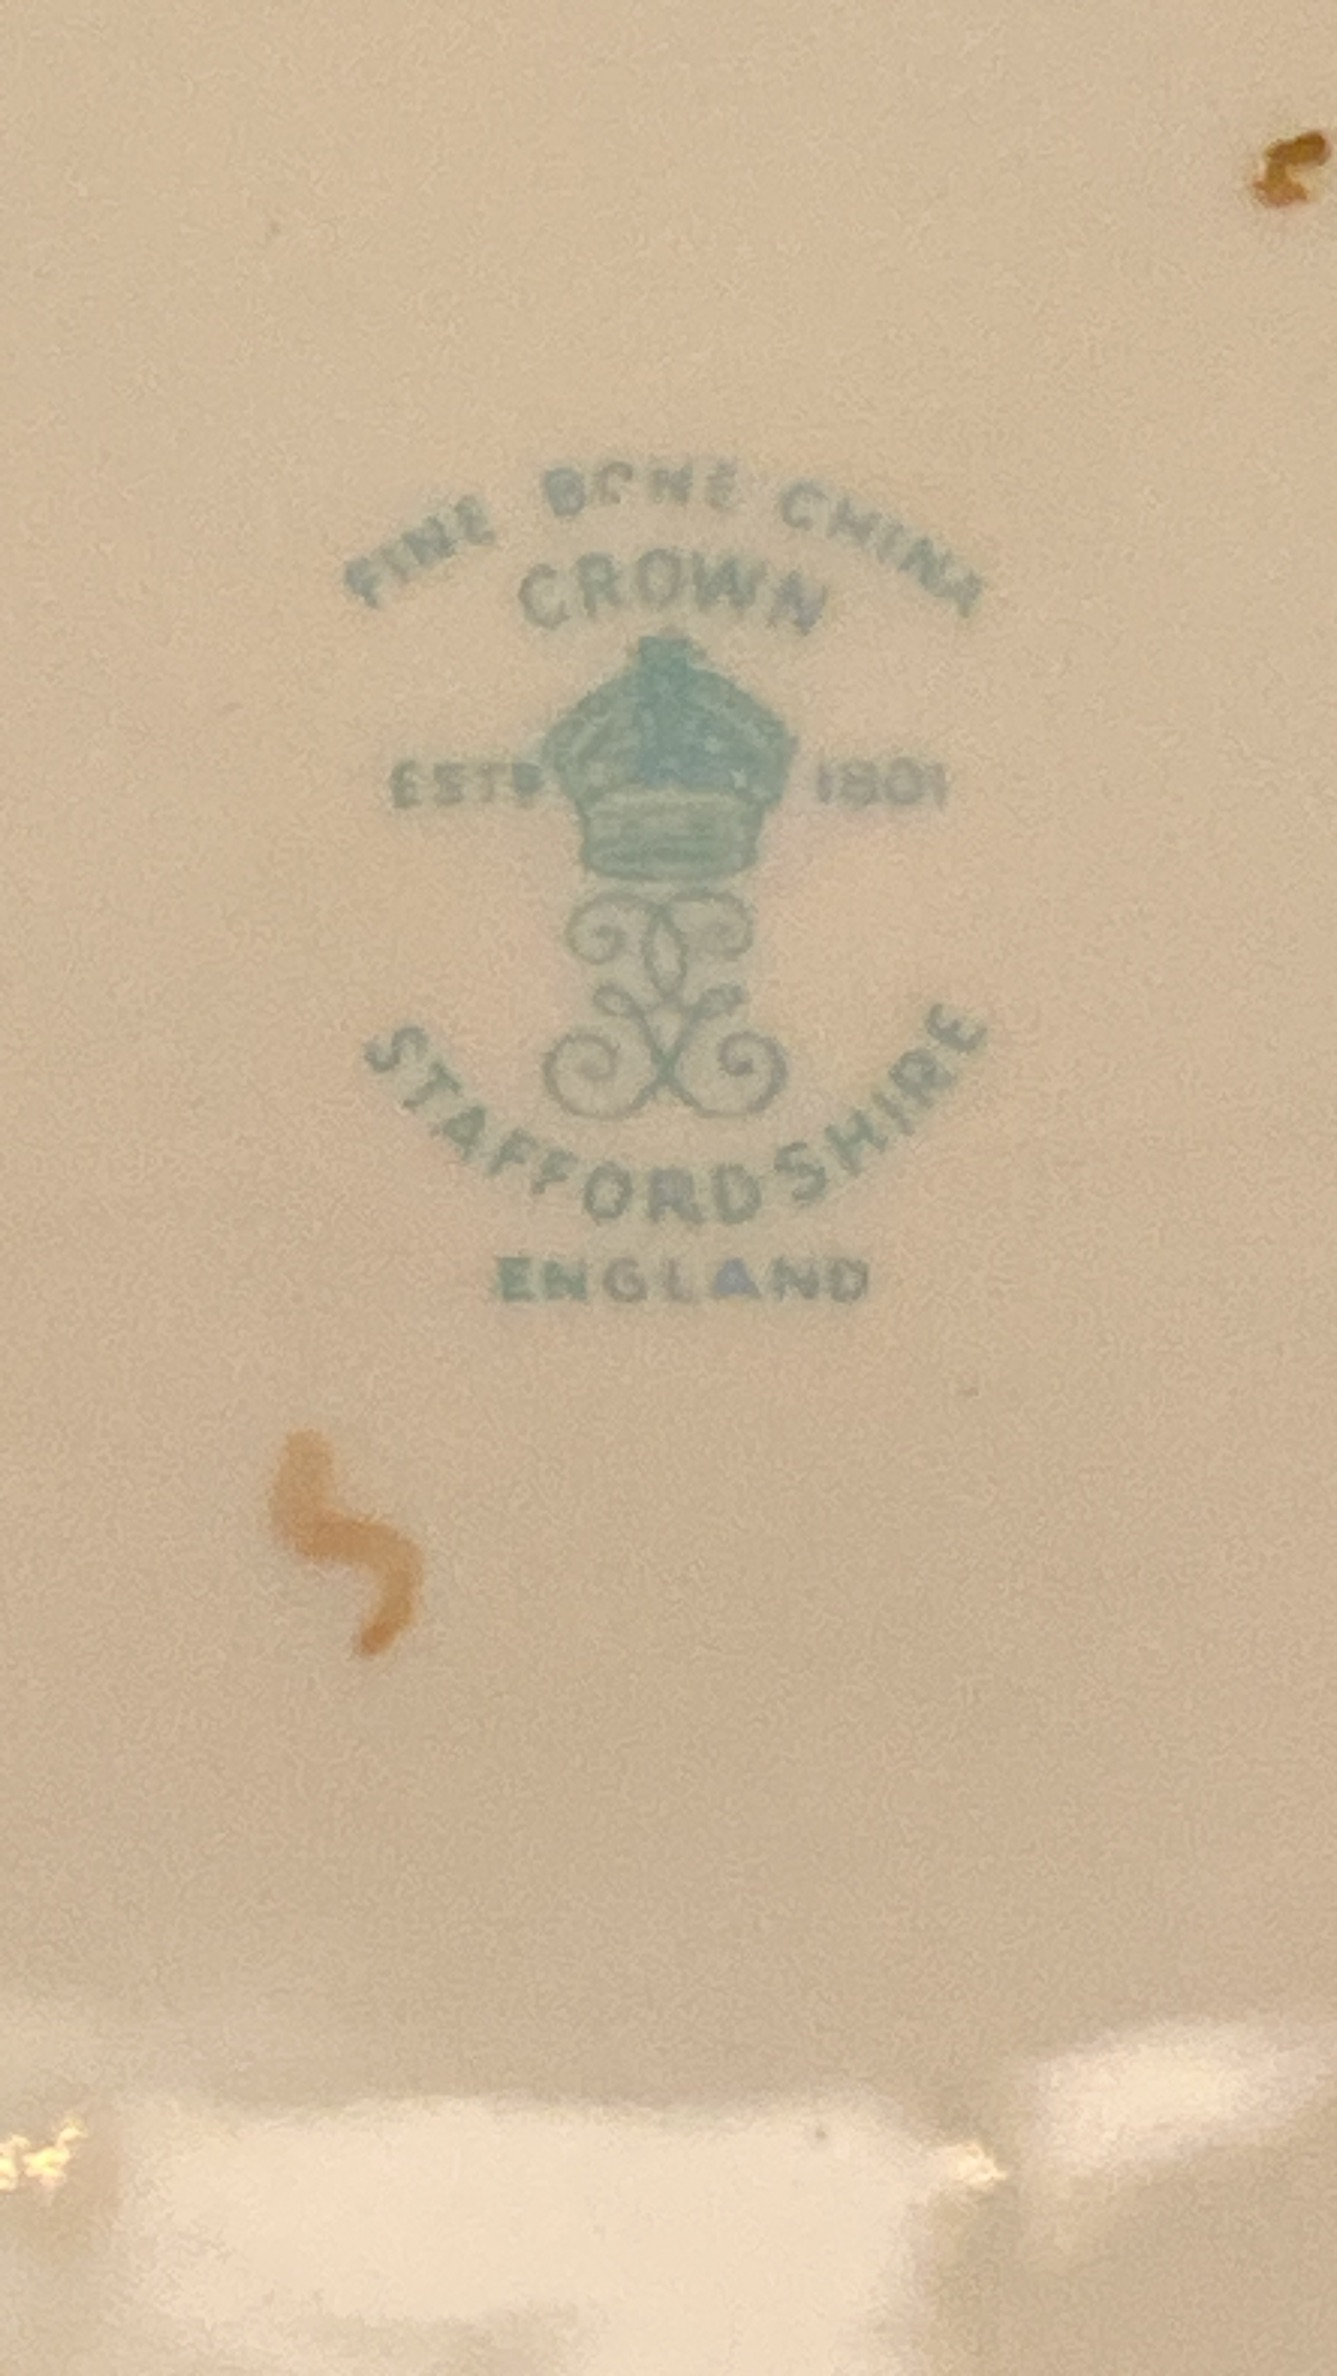 FINE BONE CHINA
CROWN
ESTD 1801
STAFFORDSHIRE
ENGLAND